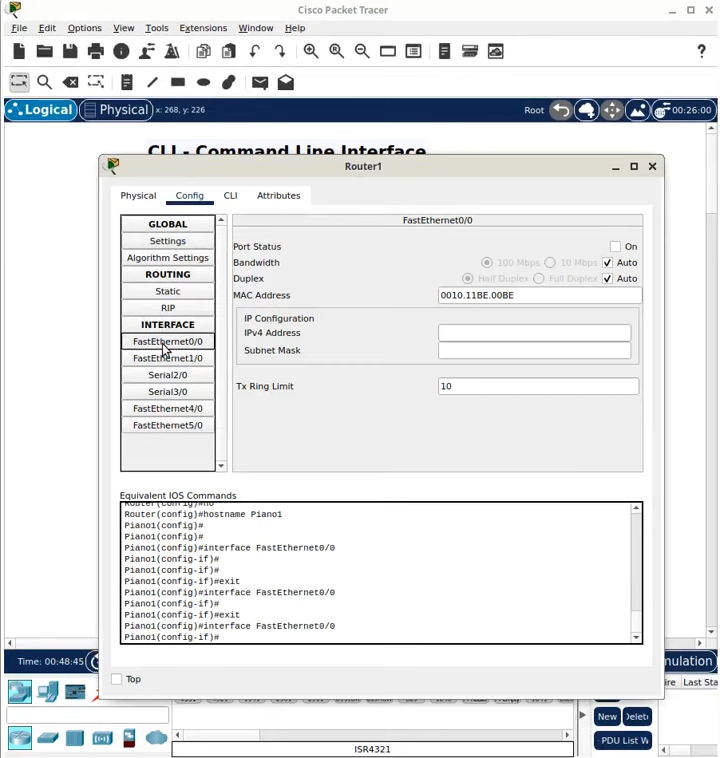 Cisco Packet Tracer
File Edit Options View Tools Extensions Window Help
?
Logical Physical x: 268, y: 226 Root 00:26:00
CLI - Command Line Interface
Router1
Physical Config CLI Attributes
GLOBAL
Settings
Algorithm Settings
ROUTING
Static
RIP
INTERFACE
FastEthernet0/0
FastEthernet1/0
Serial2/0
Serial3/0
FastEthernet4/0
FastEthernet5/0
FastEthernet0/0
Port Status On
Bandwidth 100 Mbps 10 Mbps Auto
Duplex Half Duplex Full Duplex Auto
MAC Address 0010.11BE.00BE
IP Configuration
IPv4 Address
Subnet Mask
Tx Ring Limit 10
Equivalent IOS Commands
Router(config)#no
Router(config)#hostname Piano1
Piano1(config)#
Piano1(config)#
Piano1(config)#interface FastEthernet0/0
Piano1(config-if)#
Piano1(config-if)#
Piano1(config-if)#exit
Piano1(config)#interface FastEthernet0/0
Piano1(config-if)#
Piano1(config-if)#exit
Piano1(config)#interface FastEthernet0/0
Piano1(config-if)#
Top
Time: 00:48:45 mulation
ire Last Sta
New Delete
PDU List W
ISR4321